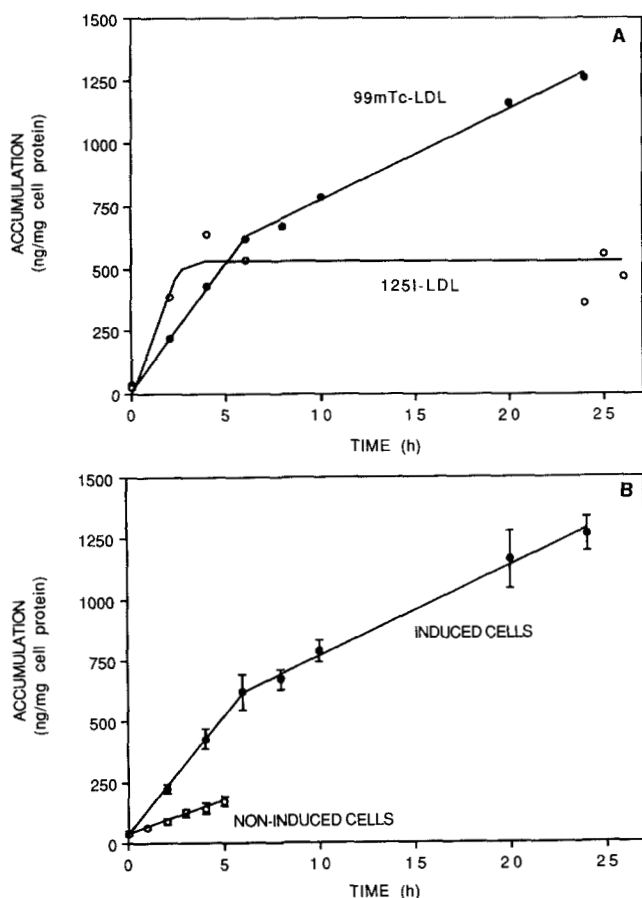 A
1500
1250
1000
750
500
250
0
ACCUMULATION
(ng/mg cell protein)
99mTc-LDL
125I-LDL
0 5 10 20 25
TIME (h)
B
1500
1250
1000
750
500
250
0
ACCUMULATION
(ng/mg cell protein)
INDUCED CELLS
NON-INDUCED CELLS
0 5 10 20 25
TIME (h)